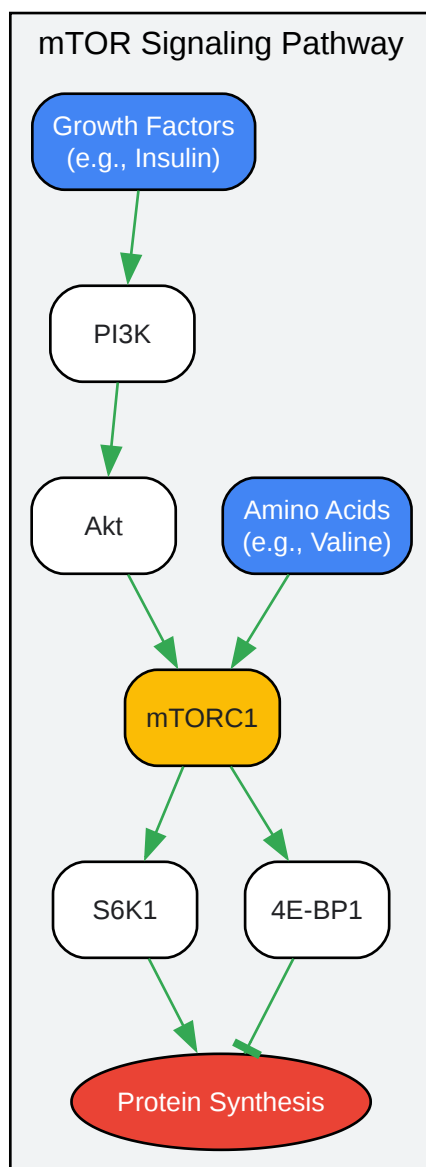 mTOR Signaling Pathway
Growth Factors
(e.g., Insulin)
PI3K
Akt
Amino Acids
(e.g., Valine)
mTORC1
S6K1
4E-BP1
Protein Synthesis